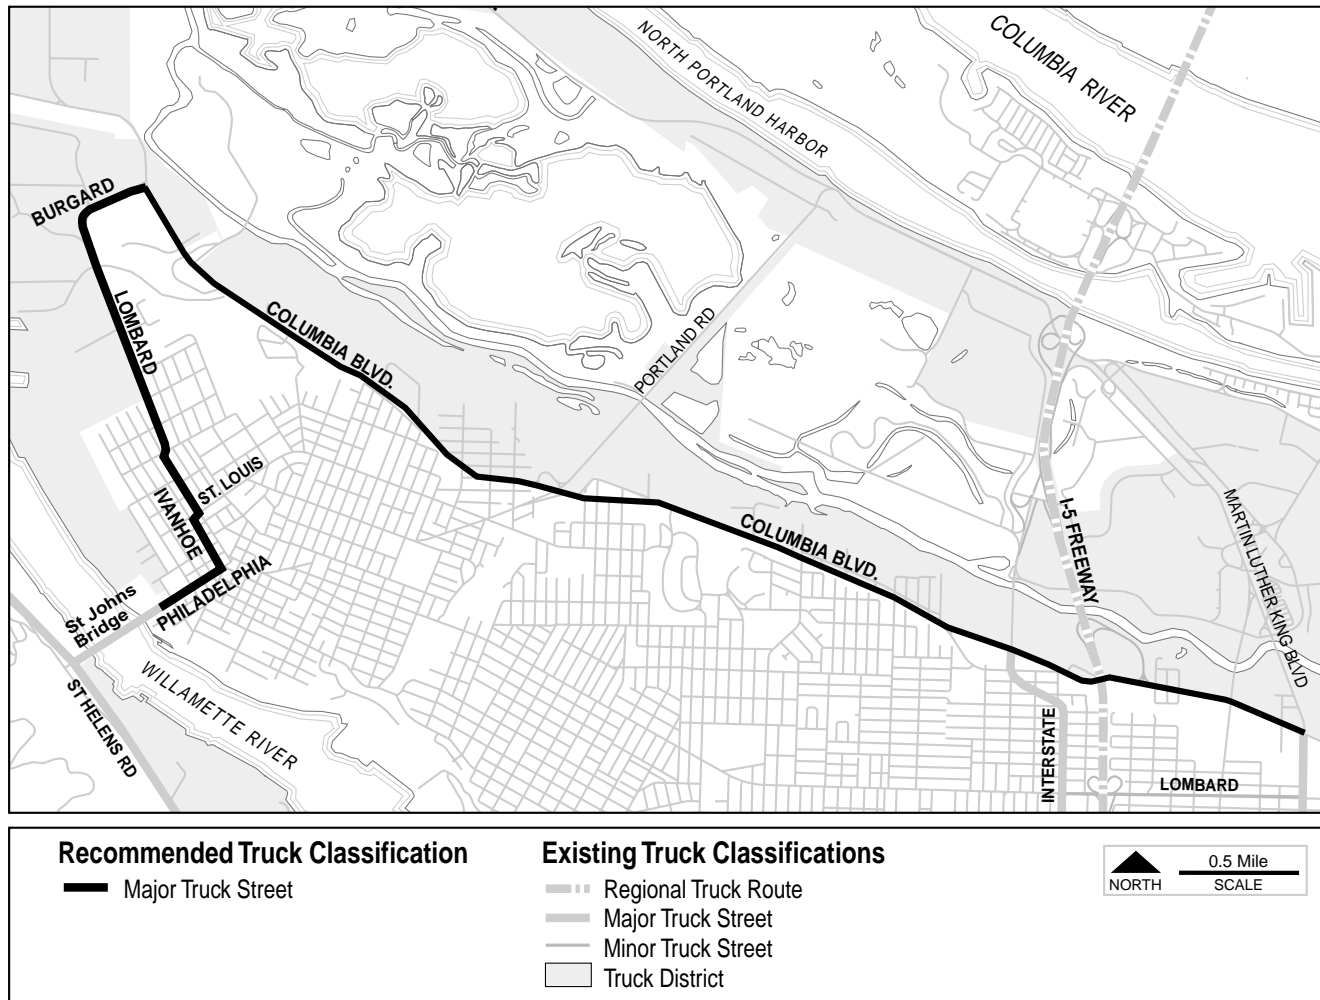 COLUMBIA RIVER
NORTH PORTLAND HARBOR
BURGARD
LOMBARD
COLUMBIA BLVD.
PORTLAND RD
ST. LOUIS
IVANHOE
PHILADELPHIA
St Johns
Bridge
WILLAMETTE RIVER
ST HELENS RD
COLUMBIA BLVD.
I-5 FREEWAY
MARTIN LUTHER KING BLVD
INTERSTATE
LOMBARD
Recommended Truck Classification
Major Truck Street
Existing Truck Classifications
Regional Truck Route
Major Truck Street
Minor Truck Street
Truck District
NORTH
0.5 Mile
SCALE